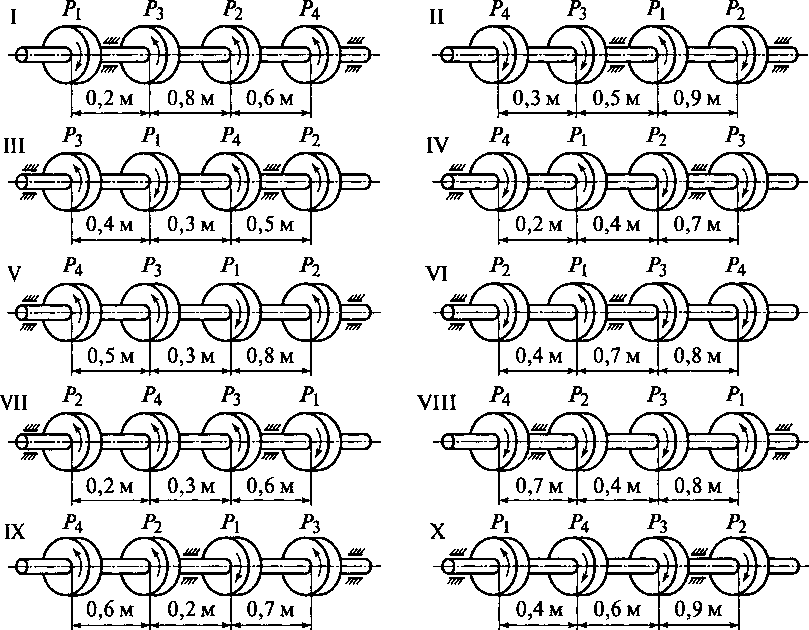 I P1 P3 P2 P4
0,2 м 0,8 м 0,6 м
II P4 P3 P1 P2
0,3 м 0,5 м 0,9 м
III P3 P1 P4 P2
0,4 м 0,3 м 0,5 м
IV P4 P1 P2 P3
0,2 м 0,4 м 0,7 м
V P4 P3 P1 P2
0,5 м 0,3 м 0,8 м
VI P2 P1 P3 P4
0,4 м 0,7 м 0,8 м
VII P2 P4 P3 P1
0,2 м 0,3 м 0,6 м
VIII P4 P2 P3 P1
0,7 м 0,4 м 0,8 м
IX P4 P2 P1 P3
0,6 м 0,2 м 0,7 м
X P1 P4 P3 P2
0,4 м 0,6 м 0,9 м